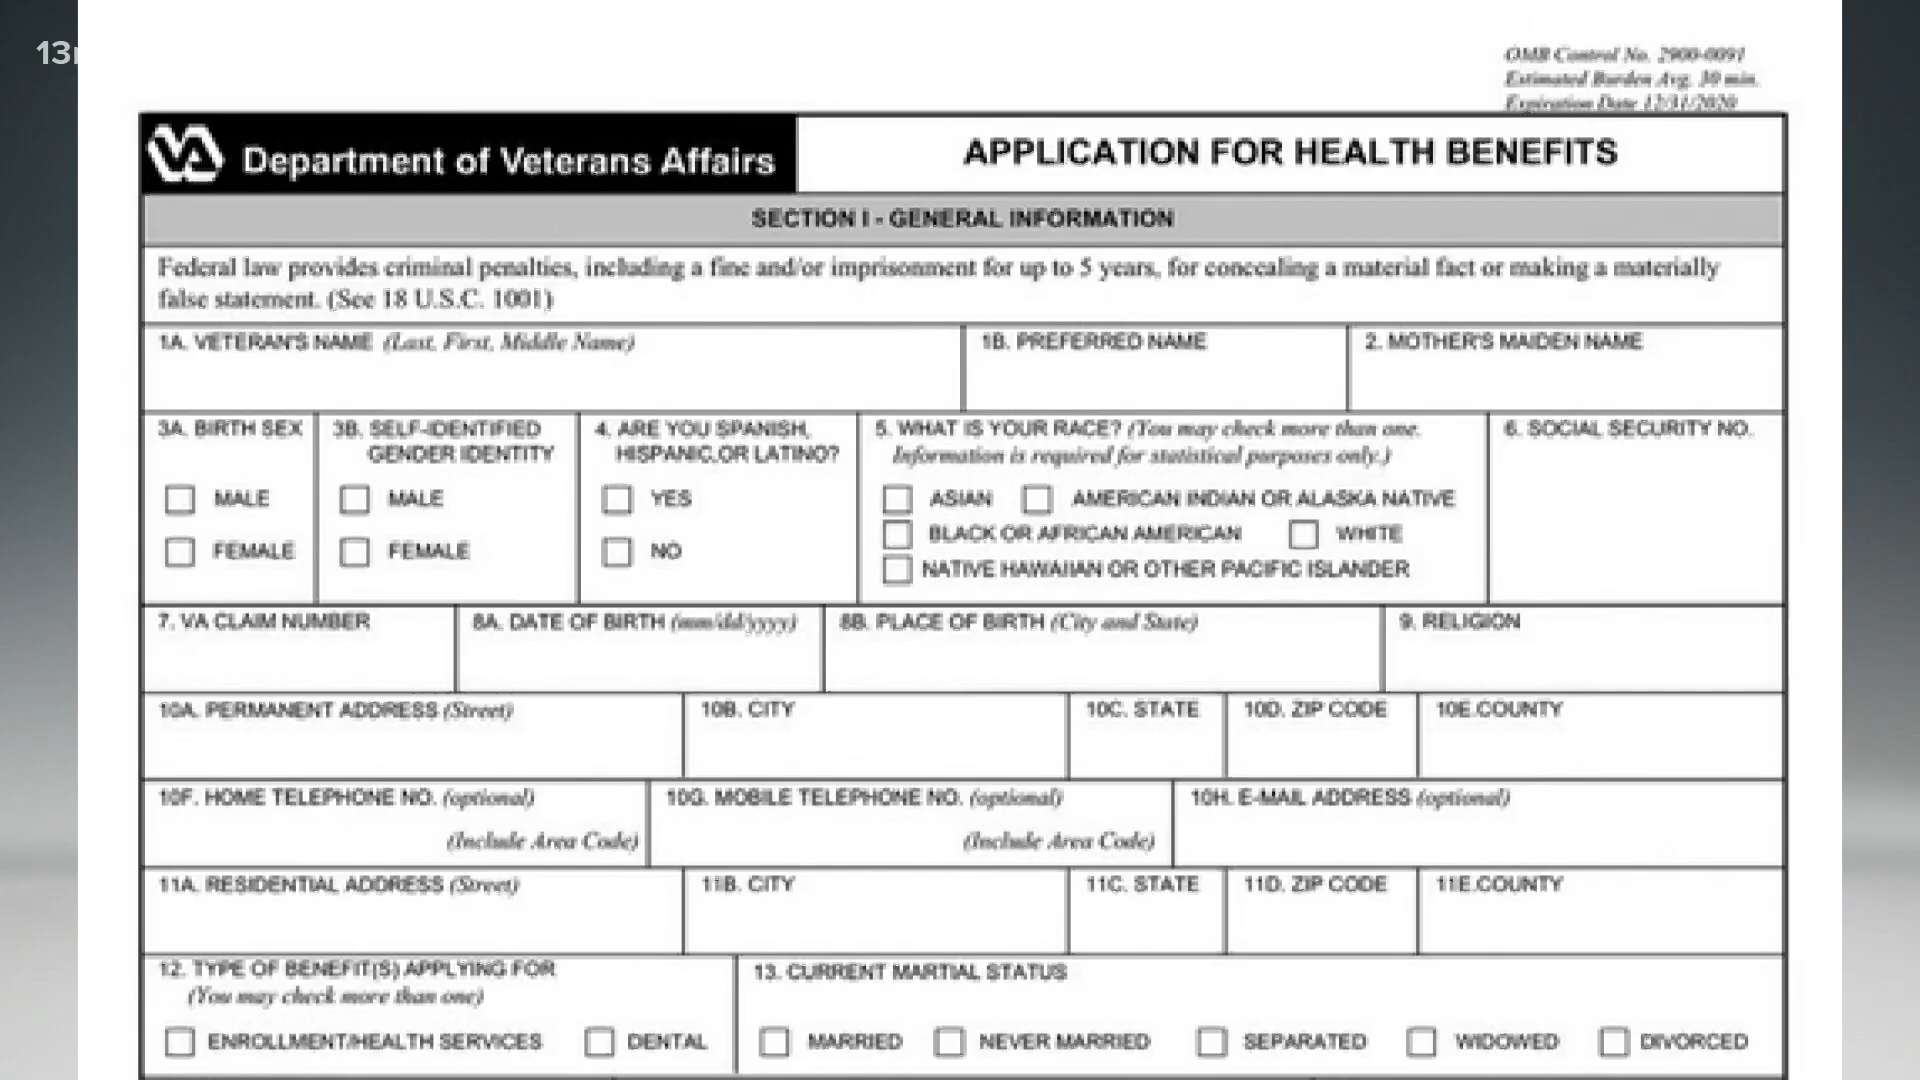 13
OMB Control No. 2900-0091
Estimated Burden Avg. 30 min.
Expiration Date 12/31/2020
VA Department of Veterans Affairs
APPLICATION FOR HEALTH BENEFITS
SECTION I - GENERAL INFORMATION
Federal law provides criminal penalties, including a fine and/or imprisonment for up to 5 years, for concealing a material fact or making a materially
false statement. (See 18 U.S.C. 1001)
1A. VETERAN'S NAME (Last, First, Middle Name)
1B. PREFERRED NAME
2. MOTHER'S MAIDEN NAME
3A. BIRTH SEX
MALE
FEMALE
3B. SELF-IDENTIFIED
GENDER IDENTITY
MALE
FEMALE
4. ARE YOU SPANISH,
HISPANIC,OR LATINO?
YES
NO
5. WHAT IS YOUR RACE? (You may check more than one.
Information is required for statistical purposes only.)
ASIAN AMERICAN INDIAN OR ALASKA NATIVE
BLACK OR AFRICAN AMERICAN WHITE
NATIVE HAWAIIAN OR OTHER PACIFIC ISLANDER
6. SOCIAL SECURITY NO.
7. VA CLAIM NUMBER
8A. DATE OF BIRTH (mm/dd/yyyy)
8B. PLACE OF BIRTH (City and State)
9. RELIGION
10A. PERMANENT ADDRESS (Street)
10B. CITY
10C. STATE
10D. ZIP CODE
10E.COUNTY
10F. HOME TELEPHONE NO. (optional)
(Include Area Code)
10G. MOBILE TELEPHONE NO. (optional)
(Include Area Code)
10H. E-MAIL ADDRESS (optional)
11A. RESIDENTIAL ADDRESS (Street)
11B. CITY
11C. STATE
11D. ZIP CODE
11E.COUNTY
12. TYPE OF BENEFIT(S) APPLYING FOR
(You may check more than one)
ENROLLMENT/HEALTH SERVICES DENTAL
13. CURRENT MARTIAL STATUS
MARRIED NEVER MARRIED SEPARATED WIDOWED DIVORCED